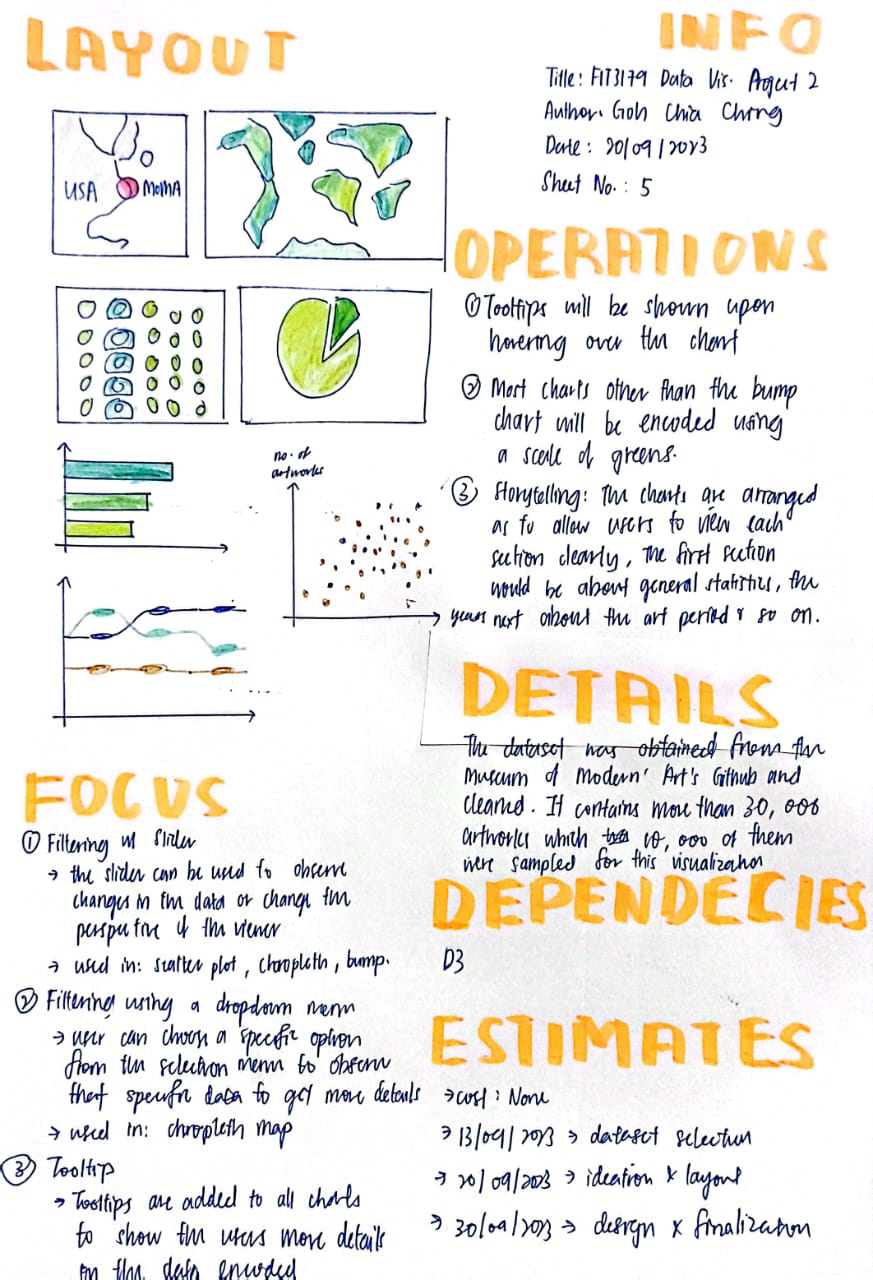 LAYOUT
USA
MoMA
no. of
artworks
years
FOCUS
① Filtering w/ slider
→ the slider can be used to observe
changes in the data or change the
perspective of the viewer
→ used in: scatter plot, choropleth, bump.
② Filtering using a dropdown menu
→ user can choose a specific option
from the selection menu to observe
that specific data to get more details
→ used in: choropleth map
③ Tooltip
→ Tooltips are added to all charts
to show the users more details
on the data encoded
INFO
Title: FIT3179 Data Vis. Project 2
Author: Goh Chia Ching
Date: 20/09/2023
Sheet No.: 5
OPERATIONS
① Tooltips will be shown upon
hovering over the chart
② Most charts other than the bump
chart will be encoded using
a scale of greens.
③ Storytelling: The charts are arranged
as to allow users to view each
section clearly, the first section
would be about general statistics, the
next about the art period & so on.
DETAILS
The dataset was obtained from the
Museum of Modern Art's Github and
cleaned. It contains more than 30,000
artworks which 10,000 of them
were sampled for this visualization
DEPENDECIES
D3
ESTIMATES
→ cost: None
→ 13/09/2023 → dataset selection
→ 20/09/2023 → ideation & layout
→ 30/09/2023 → design & finalization